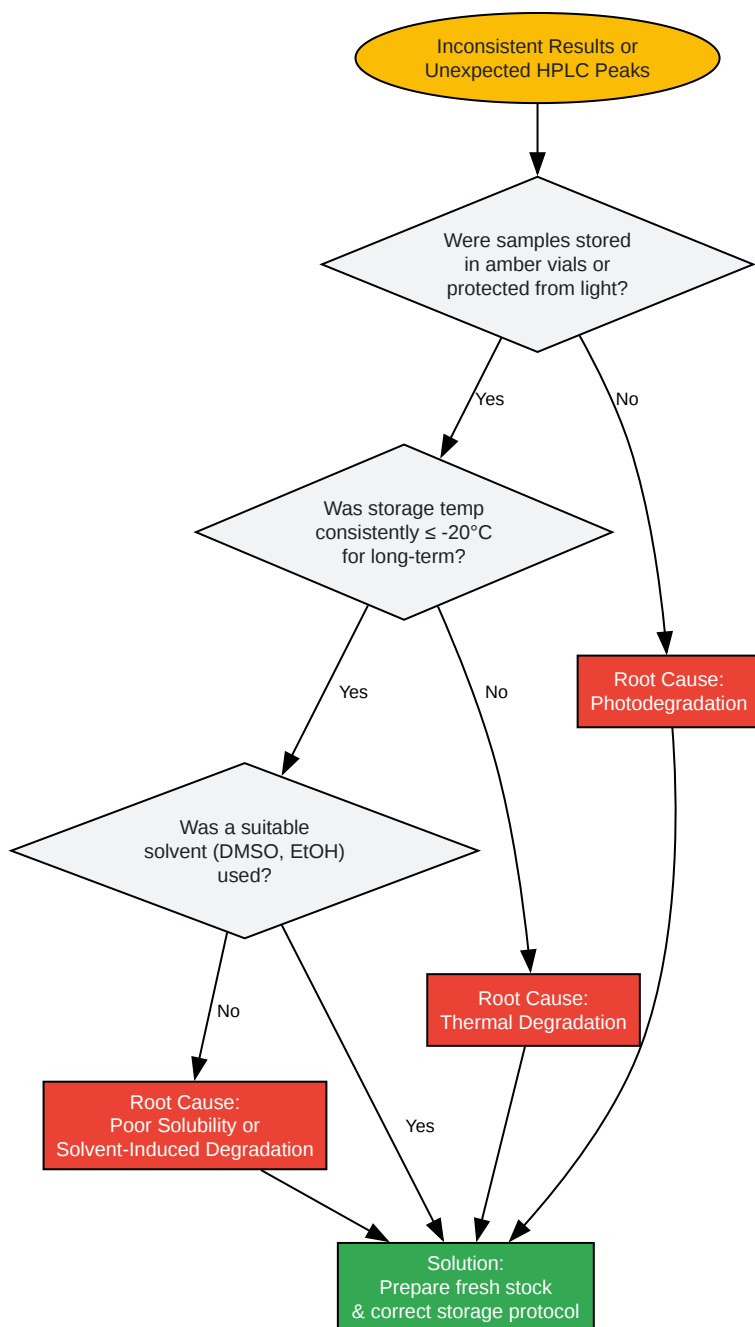 Inconsistent Results or
Unexpected HPLC Peaks
Were samples stored
in amber vials or
protected from light?
Yes
No
Was storage temp
consistently ≤ -20°C
for long-term?
Yes
No
Root Cause:
Photodegradation
Was a suitable
solvent (DMSO, EtOH)
used?
No
Yes
Root Cause:
Thermal Degradation
Root Cause:
Poor Solubility or
Solvent-Induced Degradation
Solution:
Prepare fresh stock
& correct storage protocol